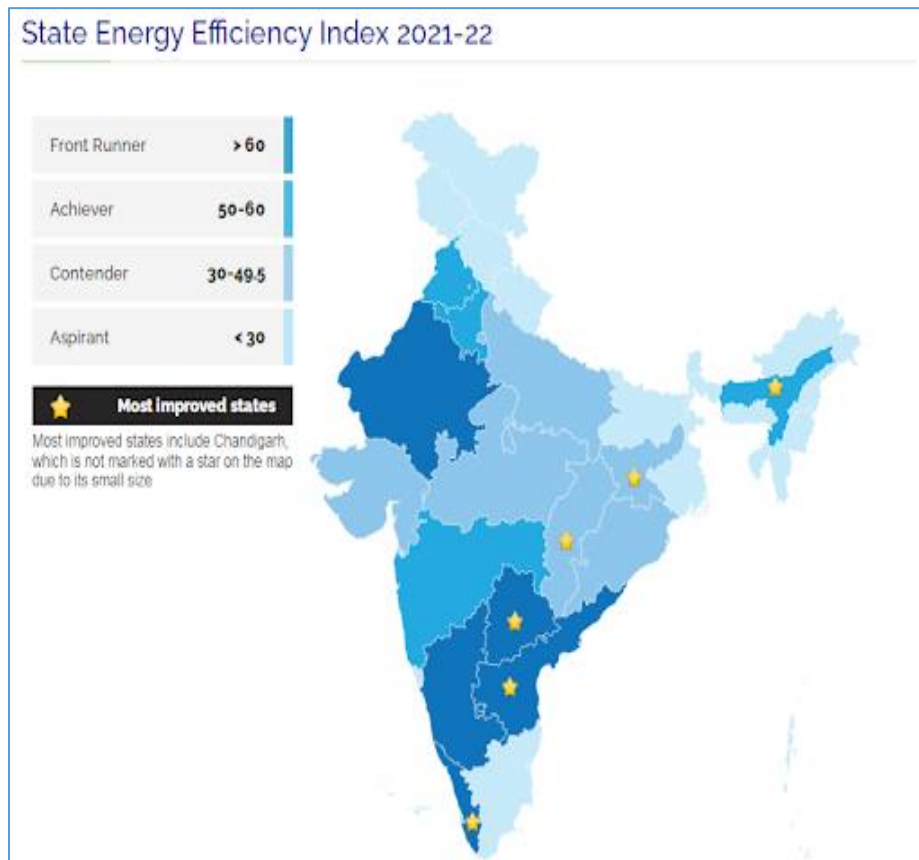 State Energy Efficiency Index 2021-22
Front Runner > 60
Achiever 50-60
Contender 30-49.5
Aspirant < 30
Most improved states
Most improved states include Chandigarh,
which is not marked with a star on the map
due to its small size